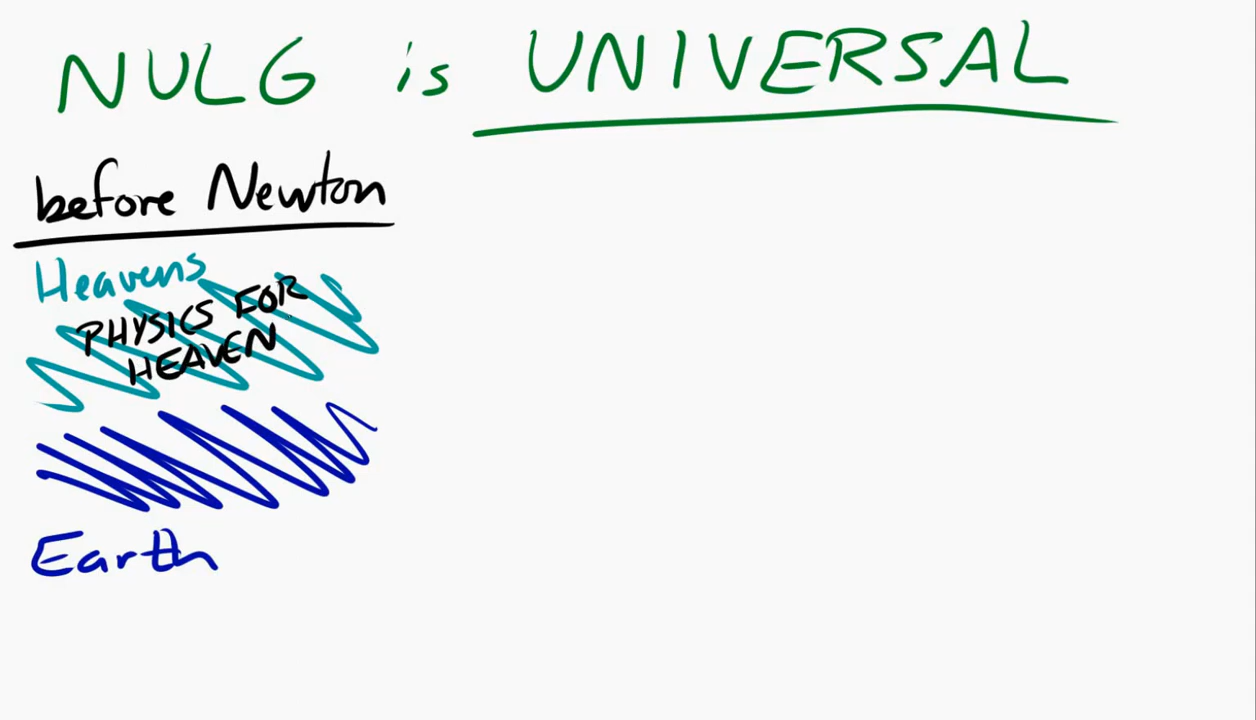 NULG is UNIVERSAL
before Newton
Heavens
PHYSICS FOR
HEAVEN
Earth